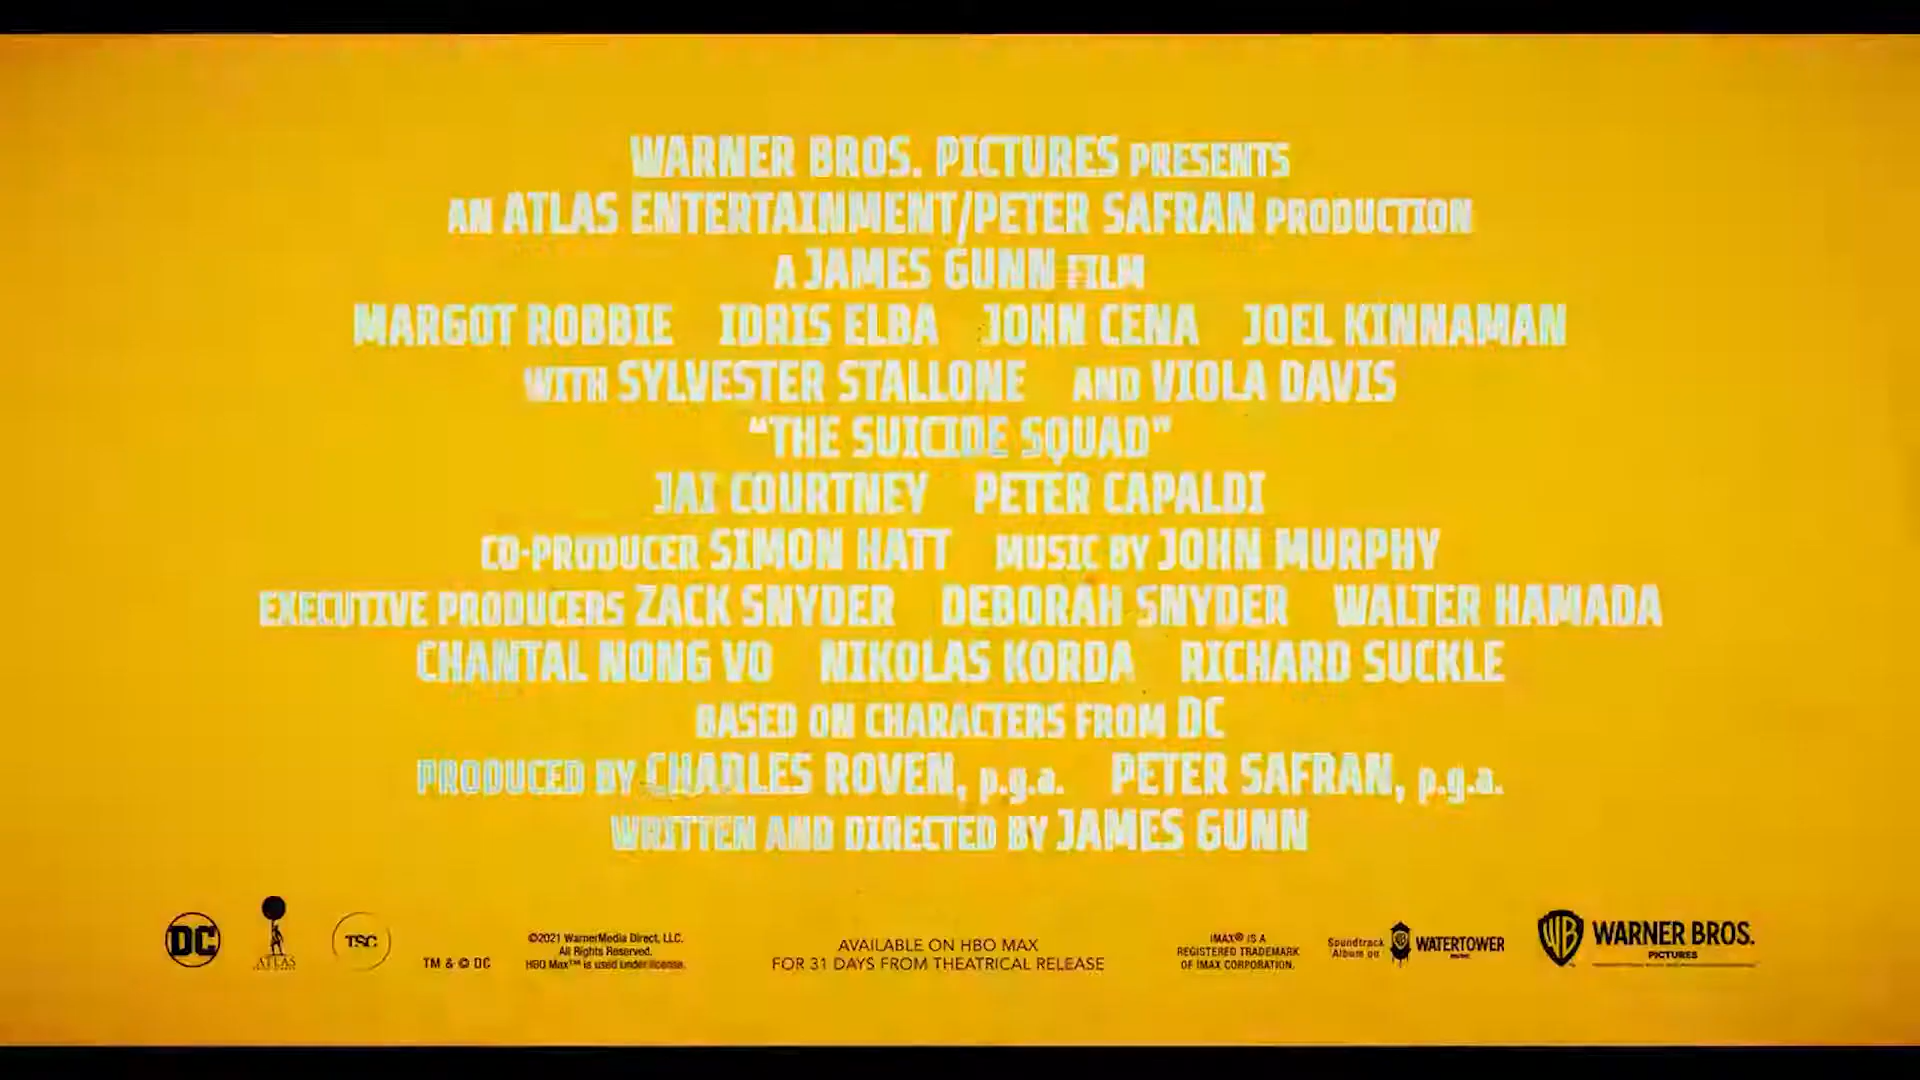 WARNER BROS. PICTURES PRESENTS
AN ATLAS ENTERTAINMENT/PETER SAFRAN PRODUCTION
A JAMES GUNN FILM
MARGOT ROBBIE IDRIS ELBA JOHN CENA JOEL KINNAMAN
WITH SYLVESTER STALLONE AND VIOLA DAVIS
“THE SUICIDE SQUAD”
JAI COURTNEY PETER CAPALDI
CO-PRODUCER SIMON HATT MUSIC BY JOHN MURPHY
EXECUTIVE PRODUCERS ZACK SNYDER DEBORAH SNYDER WALTER HAMADA
CHANTAL NONG VO NIKOLAS KORDA RICHARD SUCKLE
BASED ON CHARACTERS FROM DC
PRODUCED BY CHARLES ROVEN, p.g.a. PETER SAFRAN, p.g.a.
WRITTEN AND DIRECTED BY JAMES GUNN
DC
ATLAS
TSC
TM & © DC
©2021 WarnerMedia Direct, LLC.
All Rights Reserved.
HBO Max™ is used under license.
AVAILABLE ON HBO MAX
FOR 31 DAYS FROM THEATRICAL RELEASE
IMAX® IS A
REGISTERED TRADEMARK
OF IMAX CORPORATION.
Soundtrack
Album on
WATERTOWER
MUSIC
WB
WARNER BROS.
PICTURES